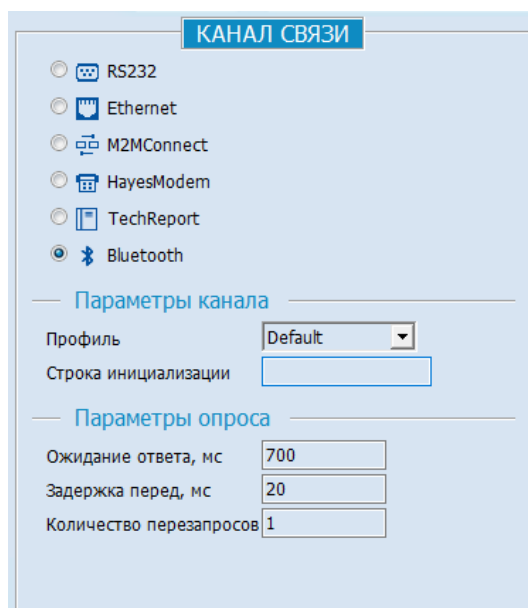 КАНАЛ СВЯЗИ
RS232
Ethernet
M2MConnect
HayesModem
TechReport
Bluetooth
Параметры канала
Профиль Default
Строка инициализации
Параметры опроса
Ожидание ответа, мс 700
Задержка перед, мс 20
Количество перезапросов 1